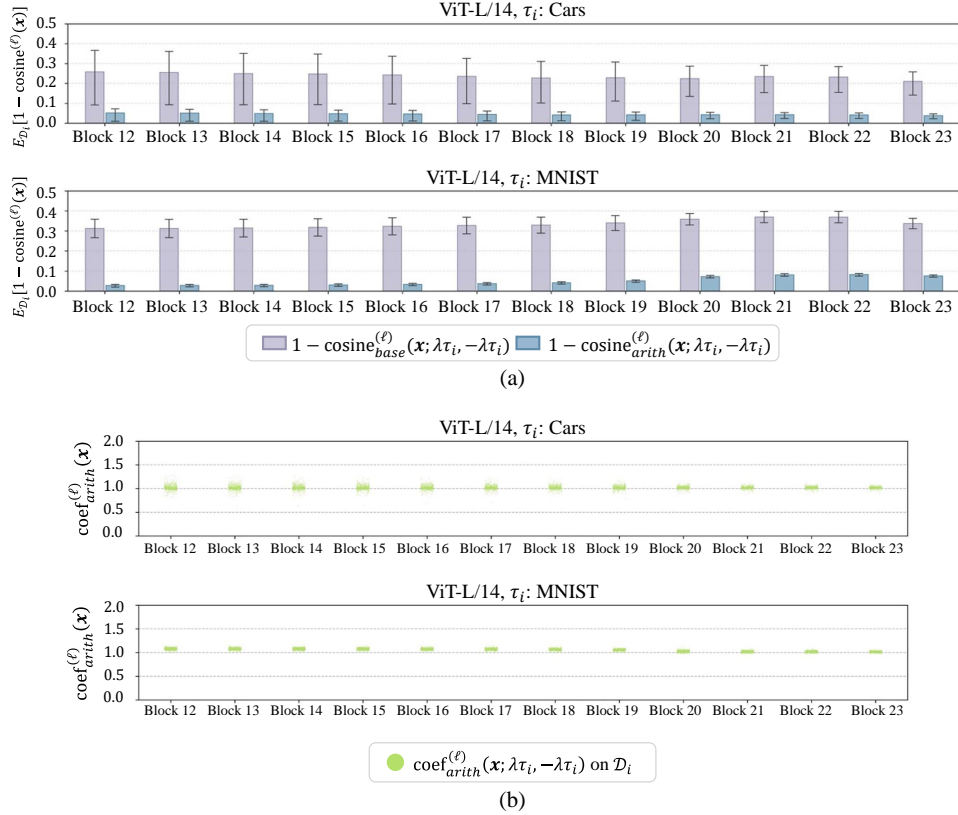 ViT-L/14, τᵢ: Cars
E_{𝒟ᵢ}[1 − cosine^{(ℓ)}(𝒙)]
0.5
0.4
0.3
0.2
0.1
0.0
Block 12 Block 13 Block 14 Block 15 Block 16 Block 17 Block 18 Block 19 Block 20 Block 21 Block 22 Block 23
ViT-L/14, τᵢ: MNIST
E_{𝒟ᵢ}[1 − cosine^{(ℓ)}(𝒙)]
0.5
0.4
0.3
0.2
0.1
0.0
Block 12 Block 13 Block 14 Block 15 Block 16 Block 17 Block 18 Block 19 Block 20 Block 21 Block 22 Block 23
1 − cosine^{(ℓ)}_{base}(𝒙; λτᵢ, −λτᵢ) 1 − cosine^{(ℓ)}_{arith}(𝒙; λτᵢ, −λτᵢ)
(a)
ViT-L/14, τᵢ: Cars
coef^{(ℓ)}_{arith}(𝒙)
2.0
1.5
1.0
0.5
0.0
Block 12 Block 13 Block 14 Block 15 Block 16 Block 17 Block 18 Block 19 Block 20 Block 21 Block 22 Block 23
ViT-L/14, τᵢ: MNIST
coef^{(ℓ)}_{arith}(𝒙)
2.0
1.5
1.0
0.5
0.0
Block 12 Block 13 Block 14 Block 15 Block 16 Block 17 Block 18 Block 19 Block 20 Block 21 Block 22 Block 23
coef^{(ℓ)}_{arith}(𝒙; λτᵢ, −λτᵢ) on 𝒟ᵢ
(b)